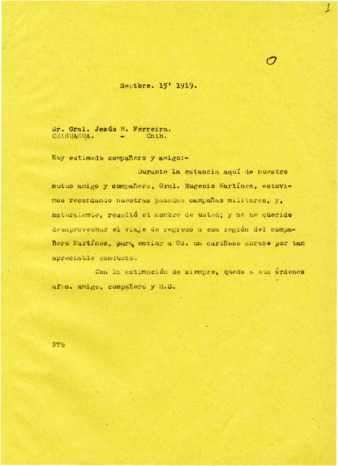 1
O
Septbre. 15' 1919.
Sr. Gral. Jesús M. Ferreira.
CHIHUAHUA. - Chih.
Muy estimado compañero y amigo:-
Durante la estancia aquí de nuestro
mutuo amigo y compañero, Gral. Eugenio Martínez, estuvi-
mos recordando nuestras pasadas campañas militares, y,
naturalmente, resaltó el nombre de usted; y no he querido
desaprovechar el viaje de regreso a esa región del compa-
ñero Martínez, para enviar a Ud. un cariñoso abrazo por tan
apreciable conducto.
Con la estimación de siempre, quedo a sus órdenes
afmo. amigo, compañero y S.S.
FTb